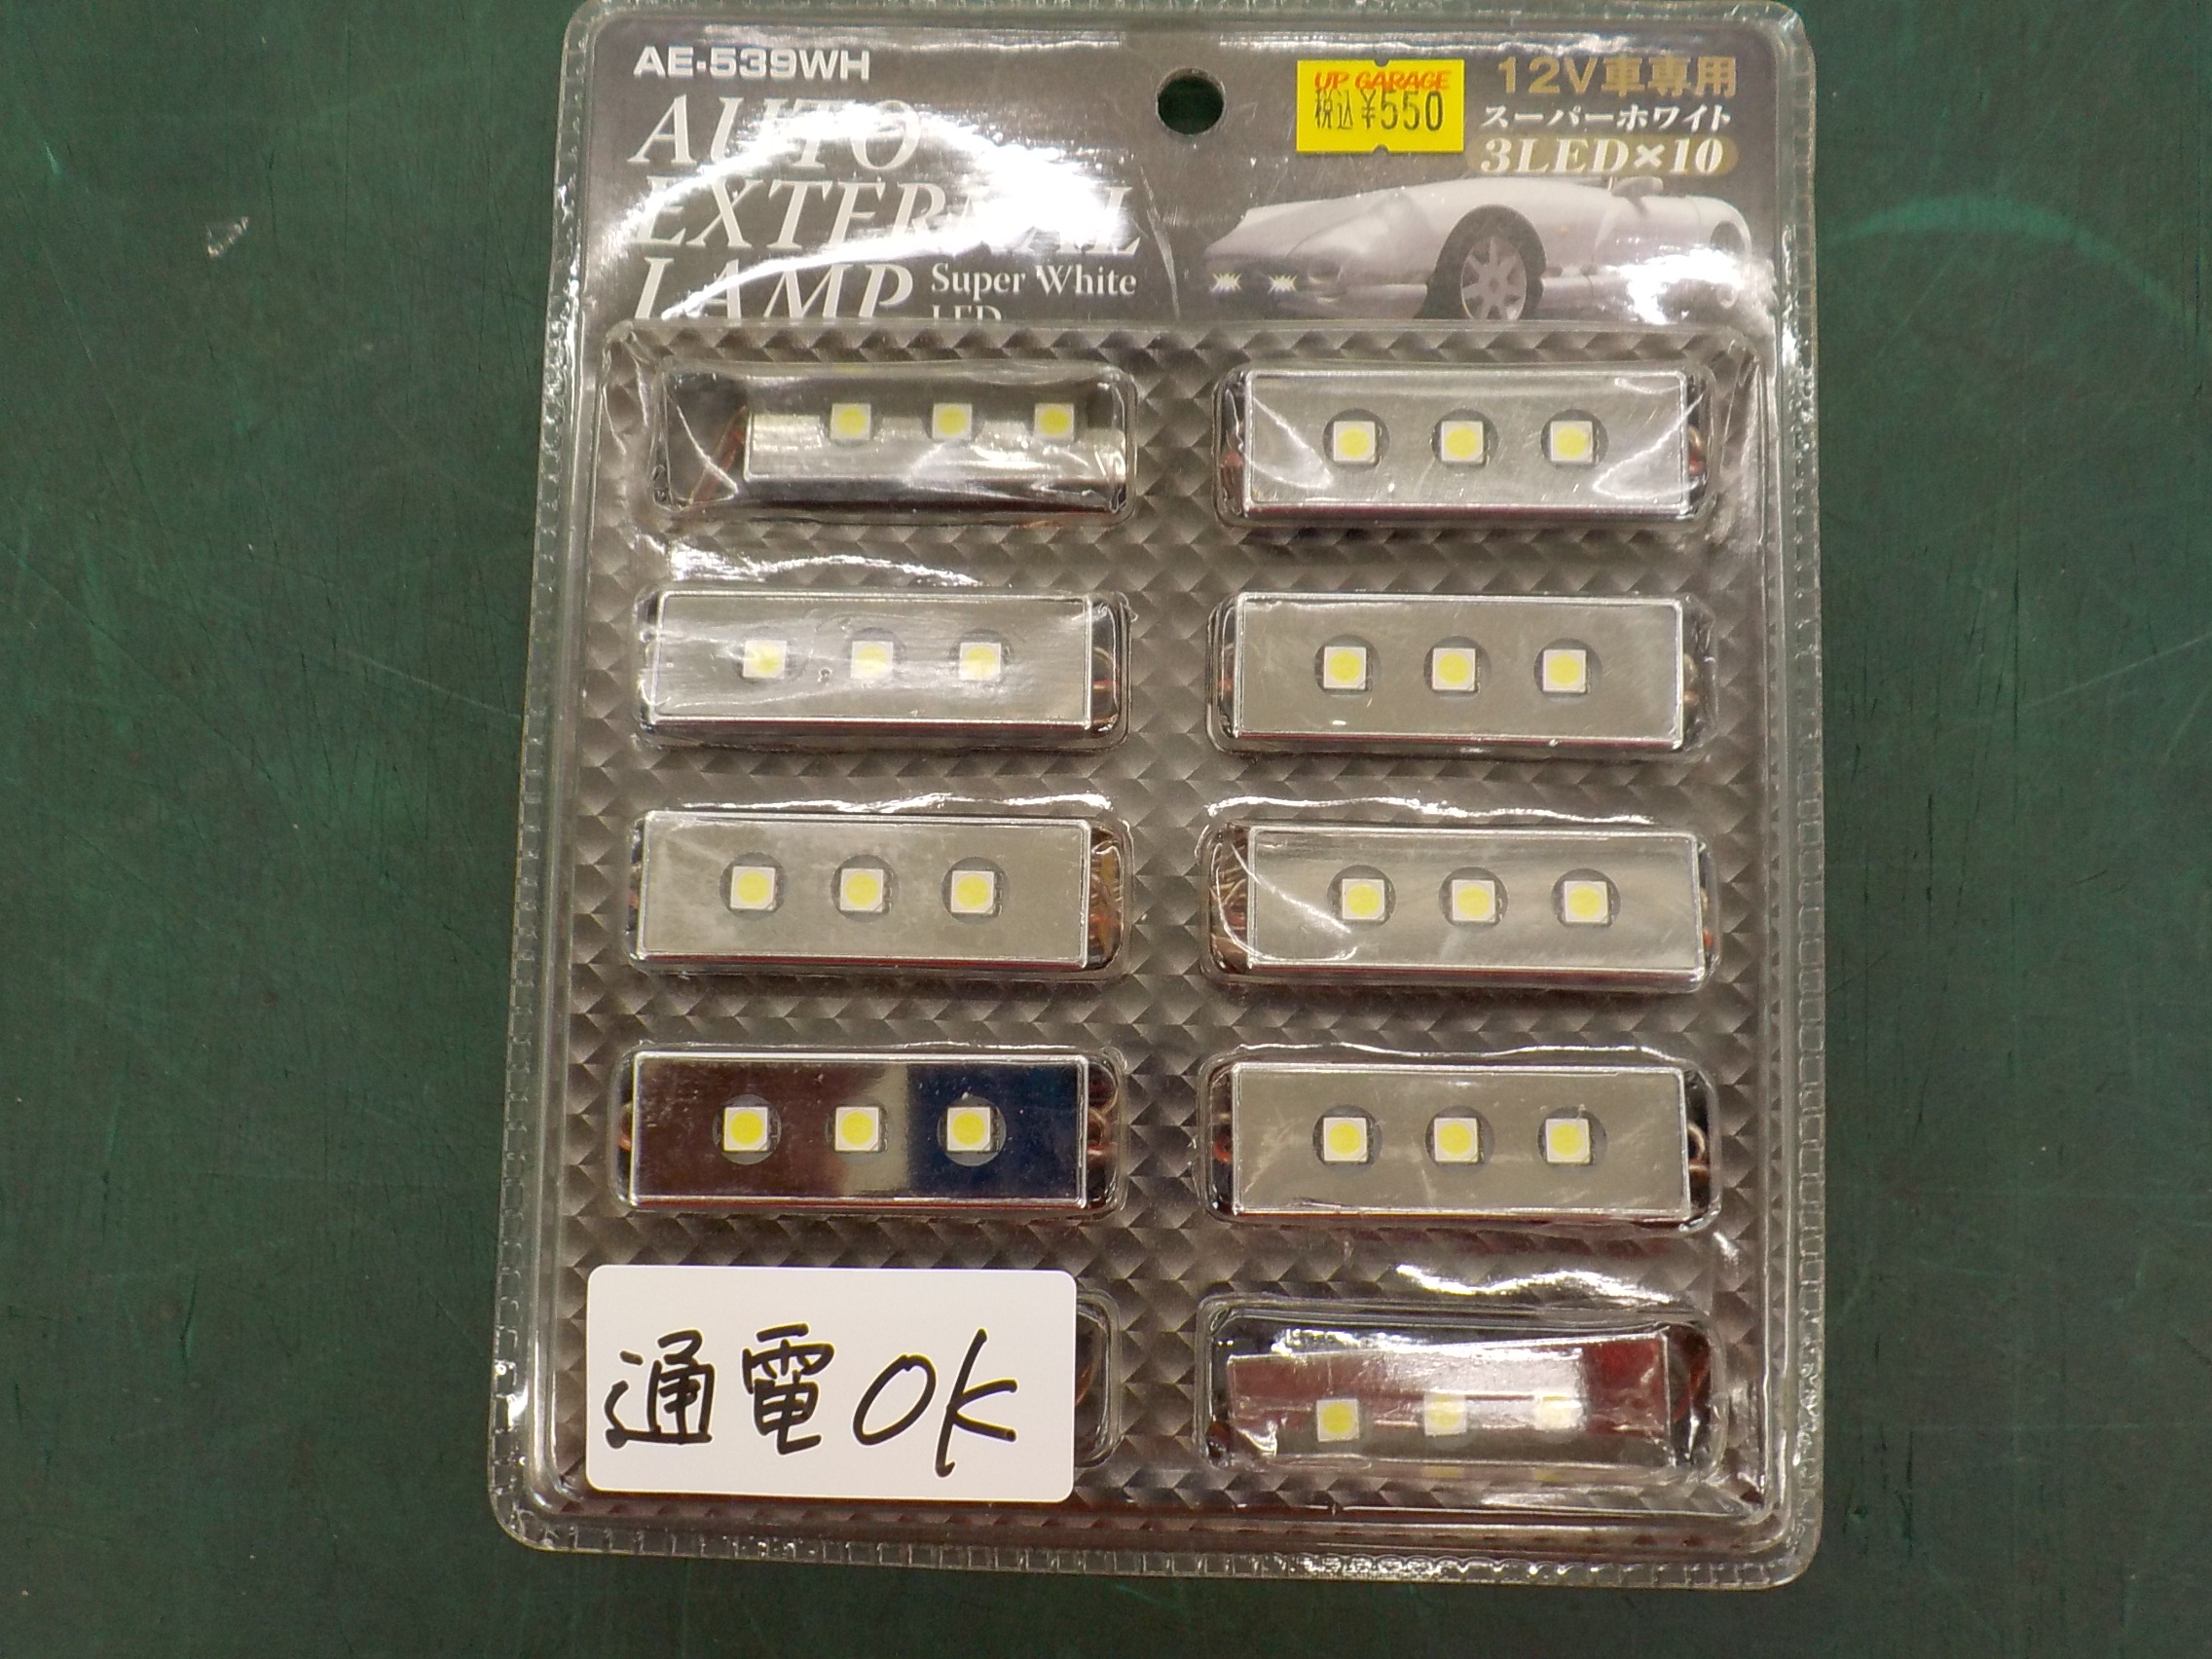 AE-539WH
AUTO
EXTERNAL
LAMP
Super White
LED
UP GARAGE
税込¥550
12V車専用
スーパーホワイト
3LED×10
通電OK